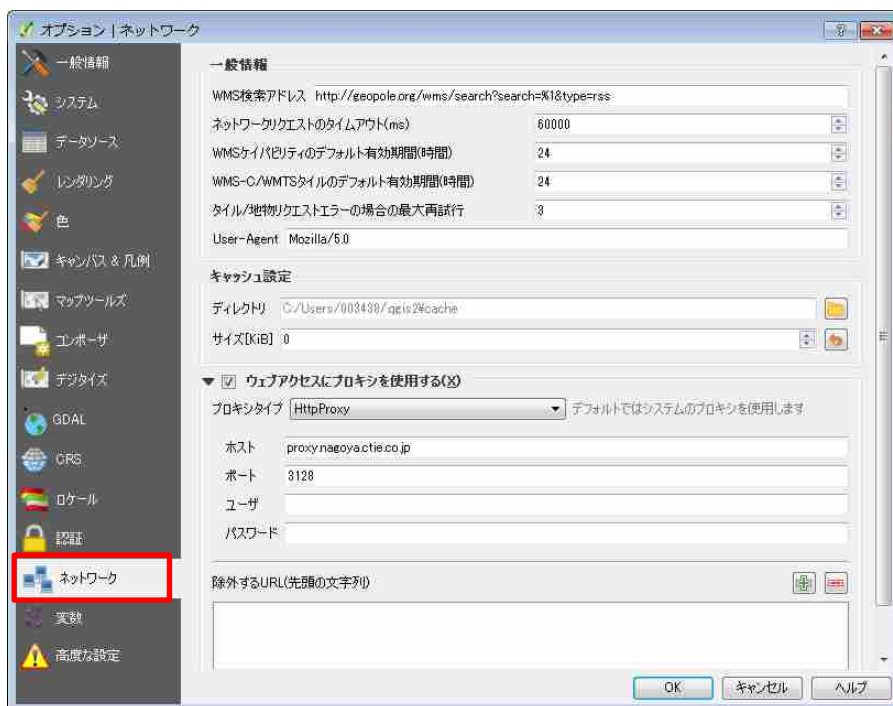 オプション | ネットワーク
一般情報
システム
データソース
レンダリング
色
キャンバス & 凡例
マップツールズ
コンポーザ
デジタイズ
GDAL
CRS
ロケール
認証
ネットワーク
変数
高度な設定
一般情報
WMS検索アドレス http://geopole.org/wms/search?search=%1&type=rss
ネットワークリクエストのタイムアウト(ms) 60000
WMSケイパビリティのデフォルト有効期間(時間) 24
WMS-C/WMTSタイルのデフォルト有効期間(時間) 24
タイル/地物リクエストエラーの場合の最大再試行 3
User-Agent Mozilla/5.0
キャッシュ設定
ディレクトリ C:/Users/003430/.qgis2¥cache
サイズ[KiB] 0
ウェブアクセスにプロキシを使用する(X)
プロキシタイプ HttpProxy デフォルトではシステムのプロキシを使用します
ホスト proxy.nagoya.ctie.co.jp
ポート 3128
ユーザ
パスワード
除外するURL(先頭の文字列)
OK キャンセル ヘルプ